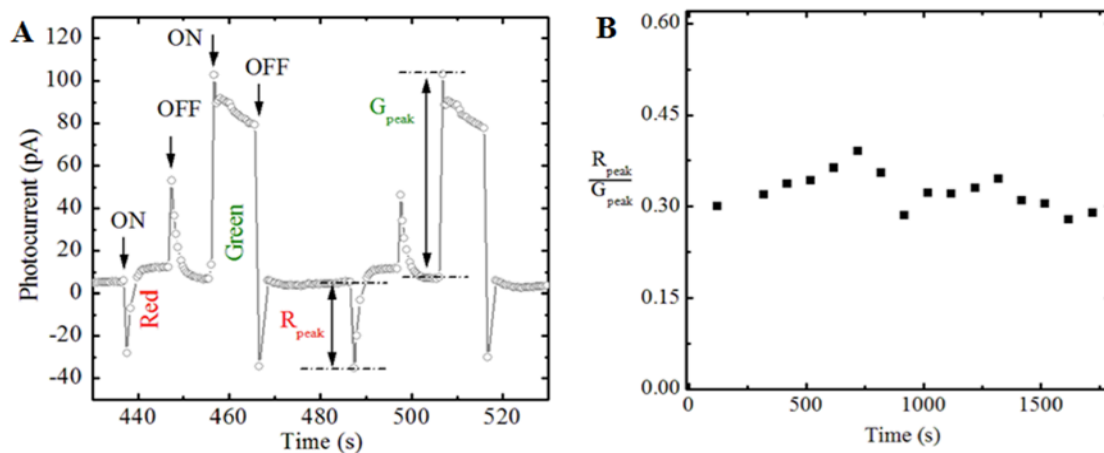 A
120
100
80
60
40
20
0
-20
-40
Photocurrent (pA)
ON
OFF
ON
OFF
Red
Green
G peak
R peak
440
460
480
500
520
Time (s)
B
0.60
0.45
0.30
0.15
0.00
R peak
G peak
0
500
1000
1500
Time (s)